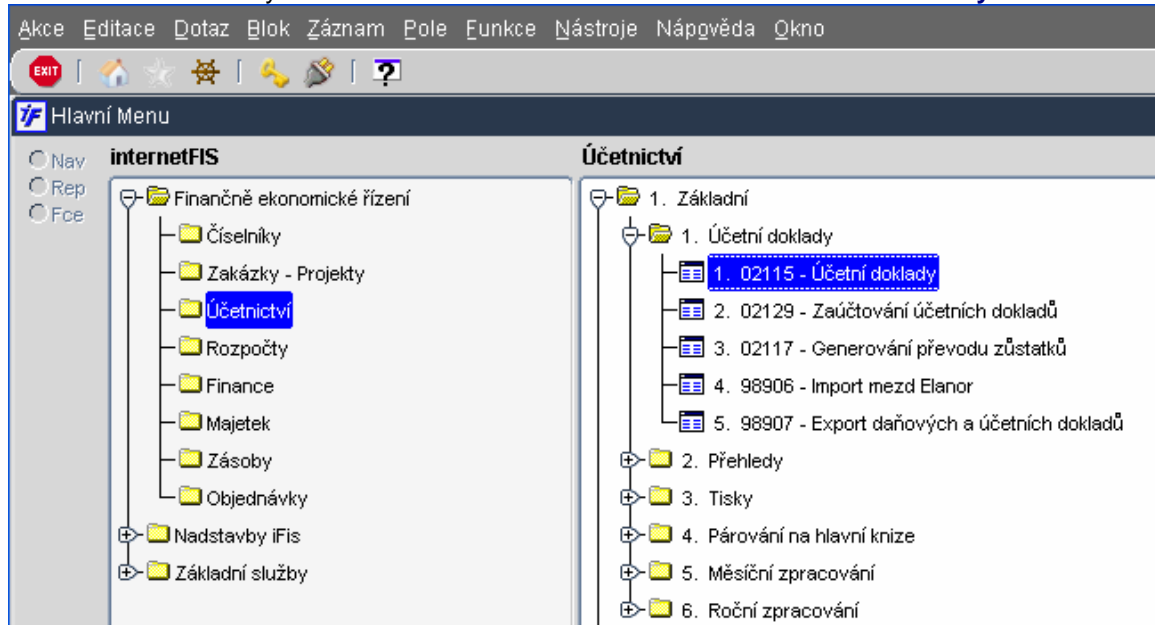 Akce Editace Dotaz Blok Záznam Pole Funkce Nástroje Nápověda Okno
EXIT
Hlavní Menu
Nav
Rep
Fce
internetFIS
Finančně ekonomické řízení
Číselníky
Zakázky - Projekty
Účetnictví
Rozpočty
Finance
Majetek
Zásoby
Objednávky
Nadstavby iFis
Základní služby
Účetnictví
1. Základní
1. Účetní doklady
1. 02115 - Účetní doklady
2. 02129 - Zaúčtování účetních dokladů
3. 02117 - Generování převodu zůstatků
4. 98906 - Import mezd Elanor
5. 98907 - Export daňových a účetních dokladů
2. Přehledy
3. Tisky
4. Párování na hlavní knize
5. Měsíční zpracování
6. Roční zpracování